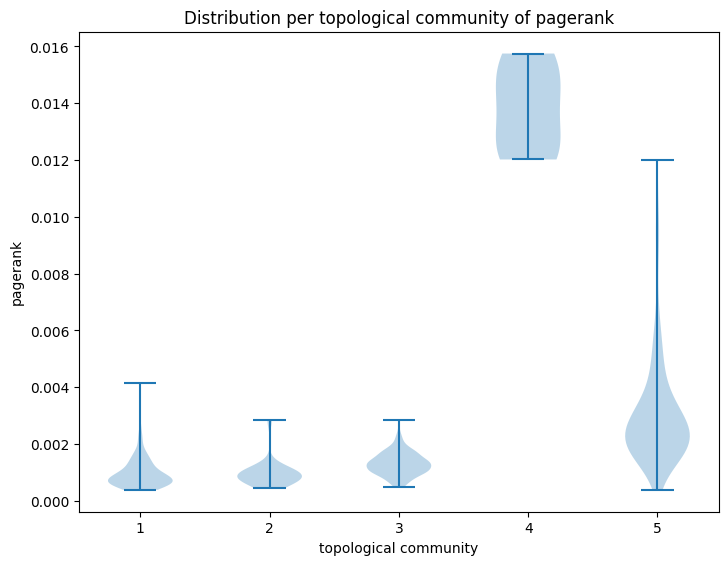 Distribution per topological community of pagerank
pagerank
0.016
0.014
0.012
0.010
0.008
0.006
0.004
0.002
0.000
1 2 3 4 5
topological community